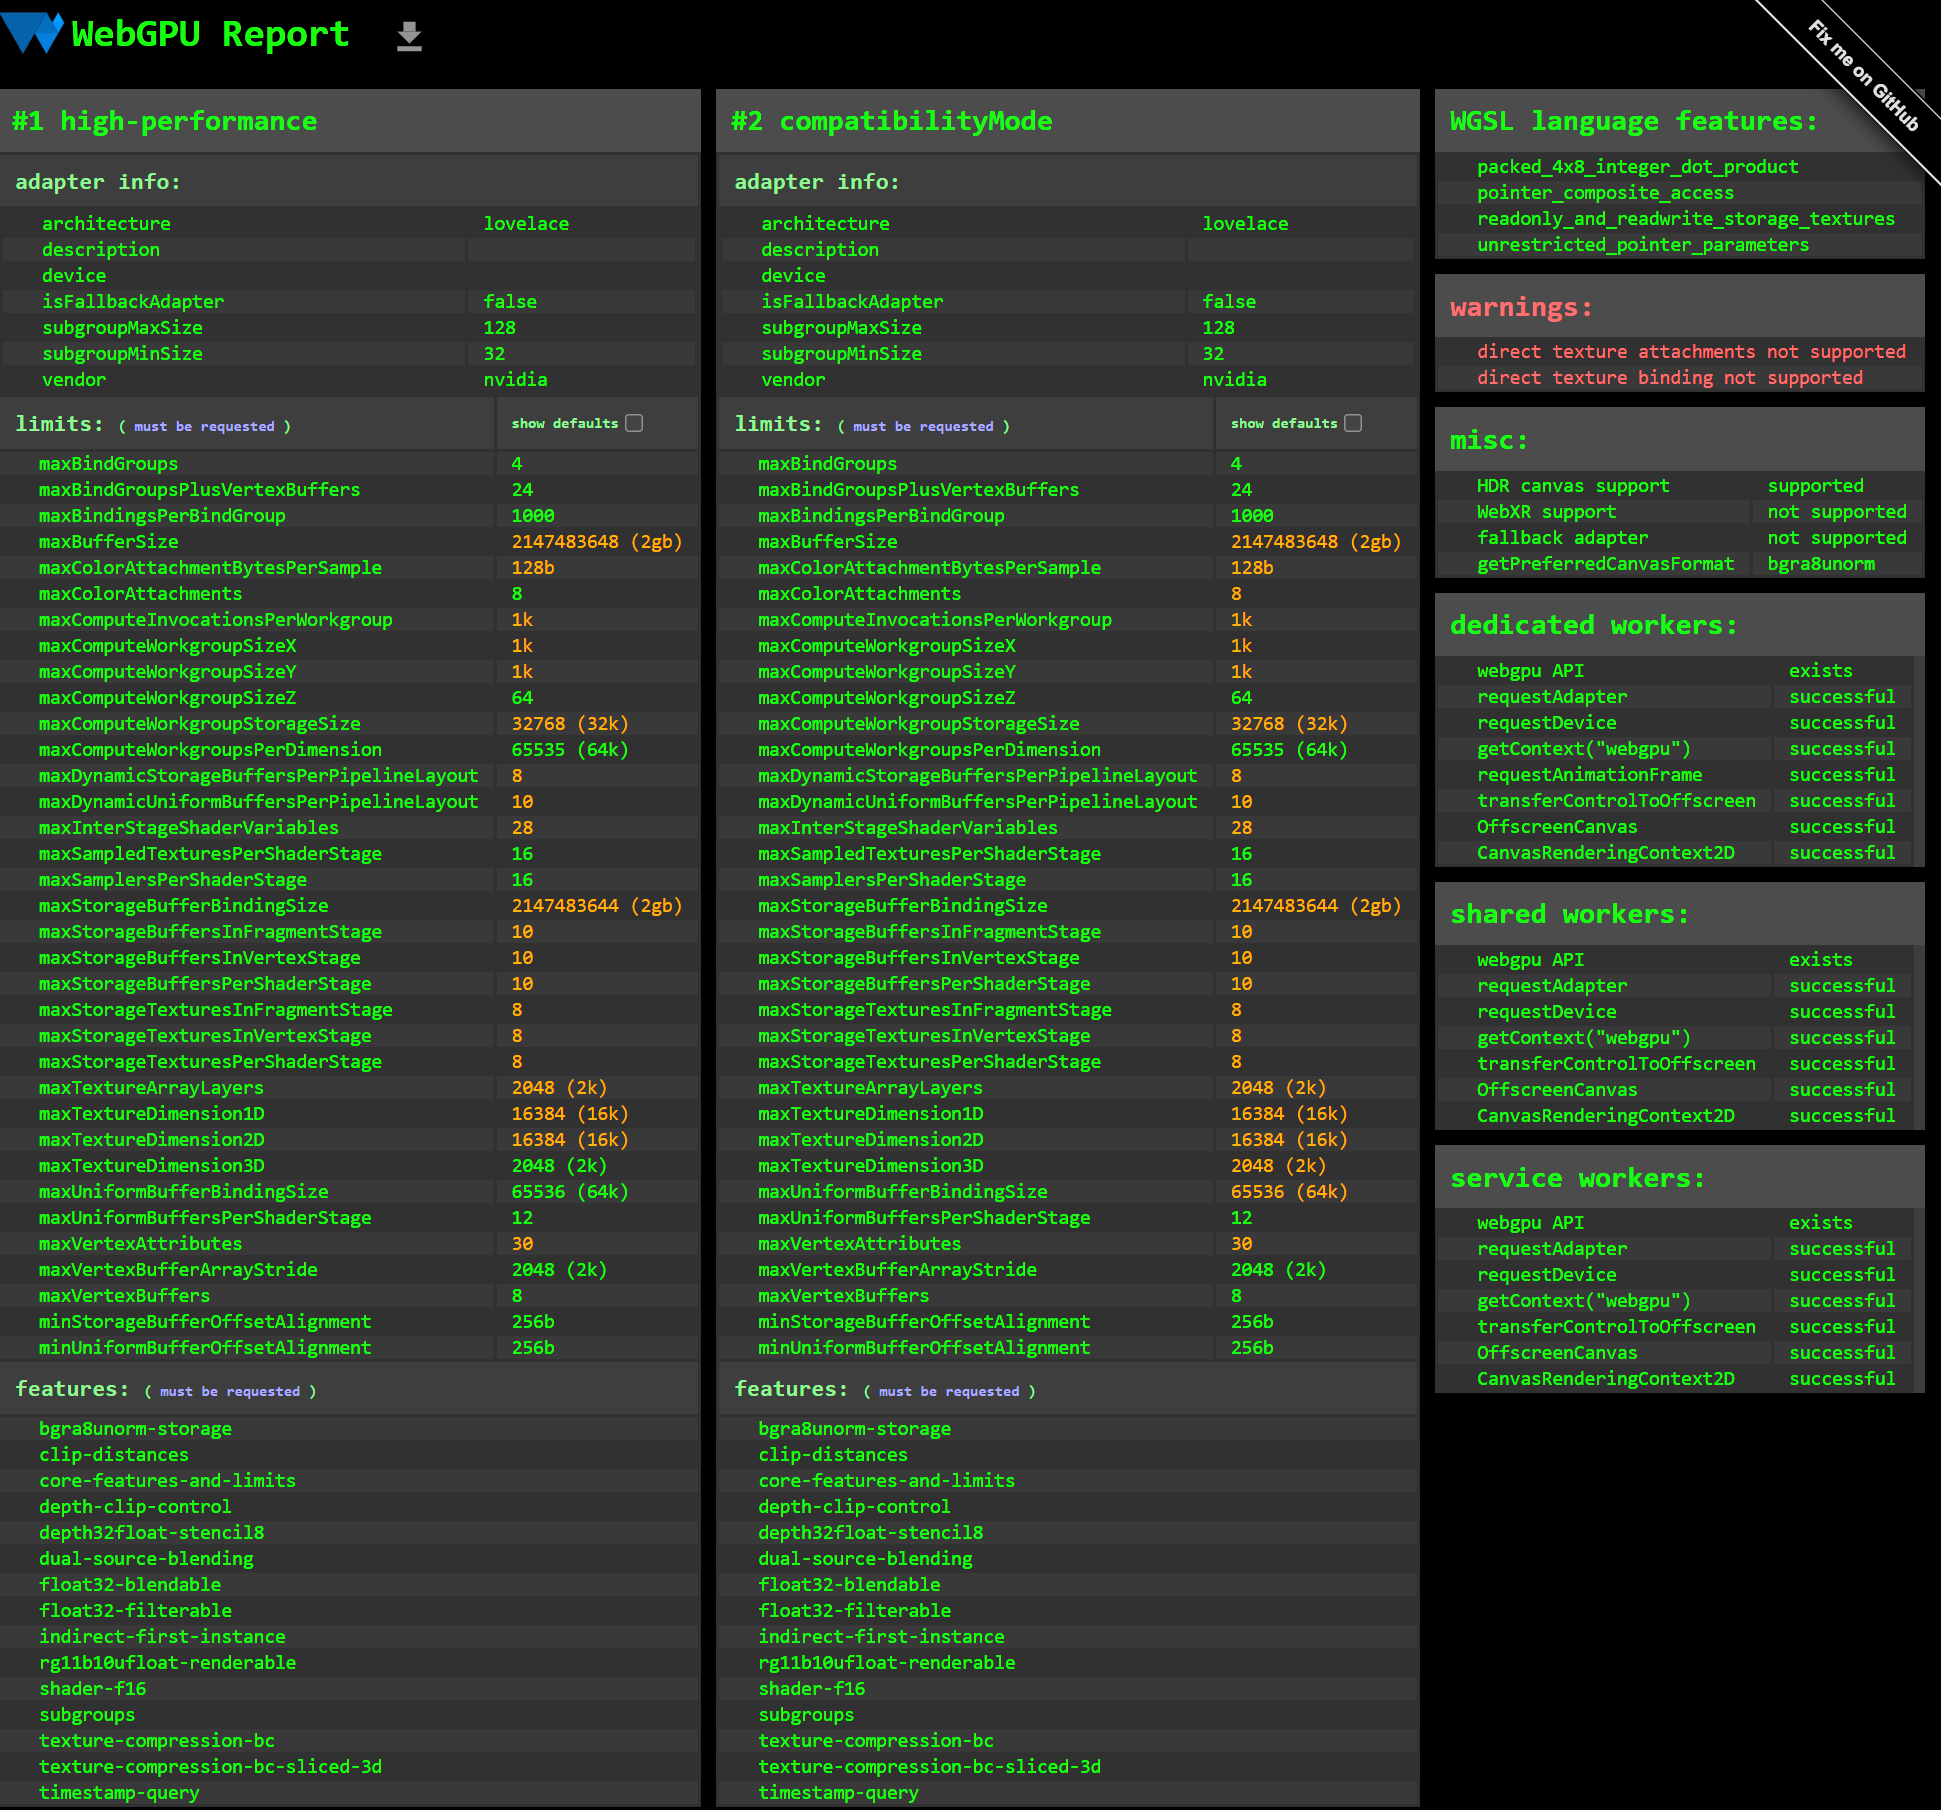 WebGPU Report
Fix me on GitHub
#1 high-performance
adapter info:
architecture lovelace
description
device
isFallbackAdapter false
subgroupMaxSize 128
subgroupMinSize 32
vendor nvidia
limits: ( must be requested ) show defaults
maxBindGroups 4
maxBindGroupsPlusVertexBuffers 24
maxBindingsPerBindGroup 1000
maxBufferSize 2147483648 (2gb)
maxColorAttachmentBytesPerSample 128b
maxColorAttachments 8
maxComputeInvocationsPerWorkgroup 1k
maxComputeWorkgroupSizeX 1k
maxComputeWorkgroupSizeY 1k
maxComputeWorkgroupSizeZ 64
maxComputeWorkgroupStorageSize 32768 (32k)
maxComputeWorkgroupsPerDimension 65535 (64k)
maxDynamicStorageBuffersPerPipelineLayout 8
maxDynamicUniformBuffersPerPipelineLayout 10
maxInterStageShaderVariables 28
maxSampledTexturesPerShaderStage 16
maxSamplersPerShaderStage 16
maxStorageBufferBindingSize 2147483644 (2gb)
maxStorageBuffersInFragmentStage 10
maxStorageBuffersInVertexStage 10
maxStorageBuffersPerShaderStage 10
maxStorageTexturesInFragmentStage 8
maxStorageTexturesInVertexStage 8
maxStorageTexturesPerShaderStage 8
maxTextureArrayLayers 2048 (2k)
maxTextureDimension1D 16384 (16k)
maxTextureDimension2D 16384 (16k)
maxTextureDimension3D 2048 (2k)
maxUniformBufferBindingSize 65536 (64k)
maxUniformBuffersPerShaderStage 12
maxVertexAttributes 30
maxVertexBufferArrayStride 2048 (2k)
maxVertexBuffers 8
minStorageBufferOffsetAlignment 256b
minUniformBufferOffsetAlignment 256b
features: ( must be requested )
bgra8unorm-storage
clip-distances
core-features-and-limits
depth-clip-control
depth32float-stencil8
dual-source-blending
float32-blendable
float32-filterable
indirect-first-instance
rg11b10ufloat-renderable
shader-f16
subgroups
texture-compression-bc
texture-compression-bc-sliced-3d
timestamp-query
#2 compatibilityMode
adapter info:
architecture lovelace
description
device
isFallbackAdapter false
subgroupMaxSize 128
subgroupMinSize 32
vendor nvidia
limits: ( must be requested ) show defaults
maxBindGroups 4
maxBindGroupsPlusVertexBuffers 24
maxBindingsPerBindGroup 1000
maxBufferSize 2147483648 (2gb)
maxColorAttachmentBytesPerSample 128b
maxColorAttachments 8
maxComputeInvocationsPerWorkgroup 1k
maxComputeWorkgroupSizeX 1k
maxComputeWorkgroupSizeY 1k
maxComputeWorkgroupSizeZ 64
maxComputeWorkgroupStorageSize 32768 (32k)
maxComputeWorkgroupsPerDimension 65535 (64k)
maxDynamicStorageBuffersPerPipelineLayout 8
maxDynamicUniformBuffersPerPipelineLayout 10
maxInterStageShaderVariables 28
maxSampledTexturesPerShaderStage 16
maxSamplersPerShaderStage 16
maxStorageBufferBindingSize 2147483644 (2gb)
maxStorageBuffersInFragmentStage 10
maxStorageBuffersInVertexStage 10
maxStorageBuffersPerShaderStage 10
maxStorageTexturesInFragmentStage 8
maxStorageTexturesInVertexStage 8
maxStorageTexturesPerShaderStage 8
maxTextureArrayLayers 2048 (2k)
maxTextureDimension1D 16384 (16k)
maxTextureDimension2D 16384 (16k)
maxTextureDimension3D 2048 (2k)
maxUniformBufferBindingSize 65536 (64k)
maxUniformBuffersPerShaderStage 12
maxVertexAttributes 30
maxVertexBufferArrayStride 2048 (2k)
maxVertexBuffers 8
minStorageBufferOffsetAlignment 256b
minUniformBufferOffsetAlignment 256b
features: ( must be requested )
bgra8unorm-storage
clip-distances
core-features-and-limits
depth-clip-control
depth32float-stencil8
dual-source-blending
float32-blendable
float32-filterable
indirect-first-instance
rg11b10ufloat-renderable
shader-f16
subgroups
texture-compression-bc
texture-compression-bc-sliced-3d
timestamp-query
WGSL language features:
packed_4x8_integer_dot_product
pointer_composite_access
readonly_and_readwrite_storage_textures
unrestricted_pointer_parameters
warnings:
direct texture attachments not supported
direct texture binding not supported
misc:
HDR canvas support supported
WebXR support not supported
fallback adapter not supported
getPreferredCanvasFormat bgra8unorm
dedicated workers:
webgpu API exists
requestAdapter successful
requestDevice successful
getContext("webgpu") successful
requestAnimationFrame successful
transferControlToOffscreen successful
OffscreenCanvas successful
CanvasRenderingContext2D successful
shared workers:
webgpu API exists
requestAdapter successful
requestDevice successful
getContext("webgpu") successful
transferControlToOffscreen successful
OffscreenCanvas successful
CanvasRenderingContext2D successful
service workers:
webgpu API exists
requestAdapter successful
requestDevice successful
getContext("webgpu") successful
transferControlToOffscreen successful
OffscreenCanvas successful
CanvasRenderingContext2D successful